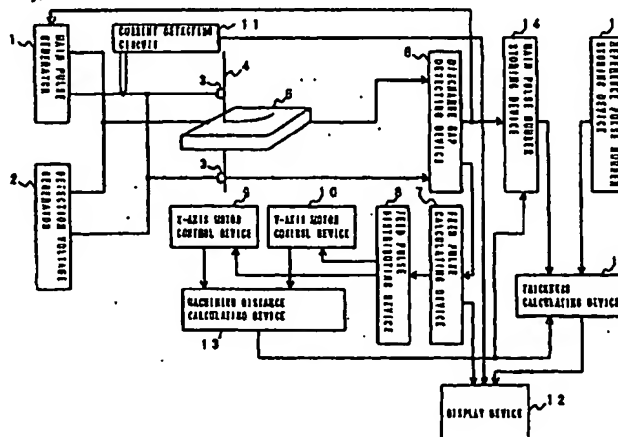 1
MAIN PULSE
GENERATOR
CURRENT DETECTING
CIRCUIT
11
3
4
5
3
6
DISCHARGE GAP
DETECTING DEVICE
14
MAIN PULSE NUMBER
STORING DEVICE
1
REFERENCE PULSE NUMBER
STORING DEVICE
2
DETECTION VOLTAGE
GENERATOR
9
X-AXIS MOTOR
CONTROL DEVICE
10
Y-AXIS MOTOR
CONTROL DEVICE
8
FEED PULSE
DISTRIBUTING DEVICE
7
FEED PULSE
CALCULATING DEVICE
MACHINING DISTANCE
CALCULATING DEVICE
13
1
THICKNESS
CALCULATING DEVICE
DISPLAY DEVICE
12